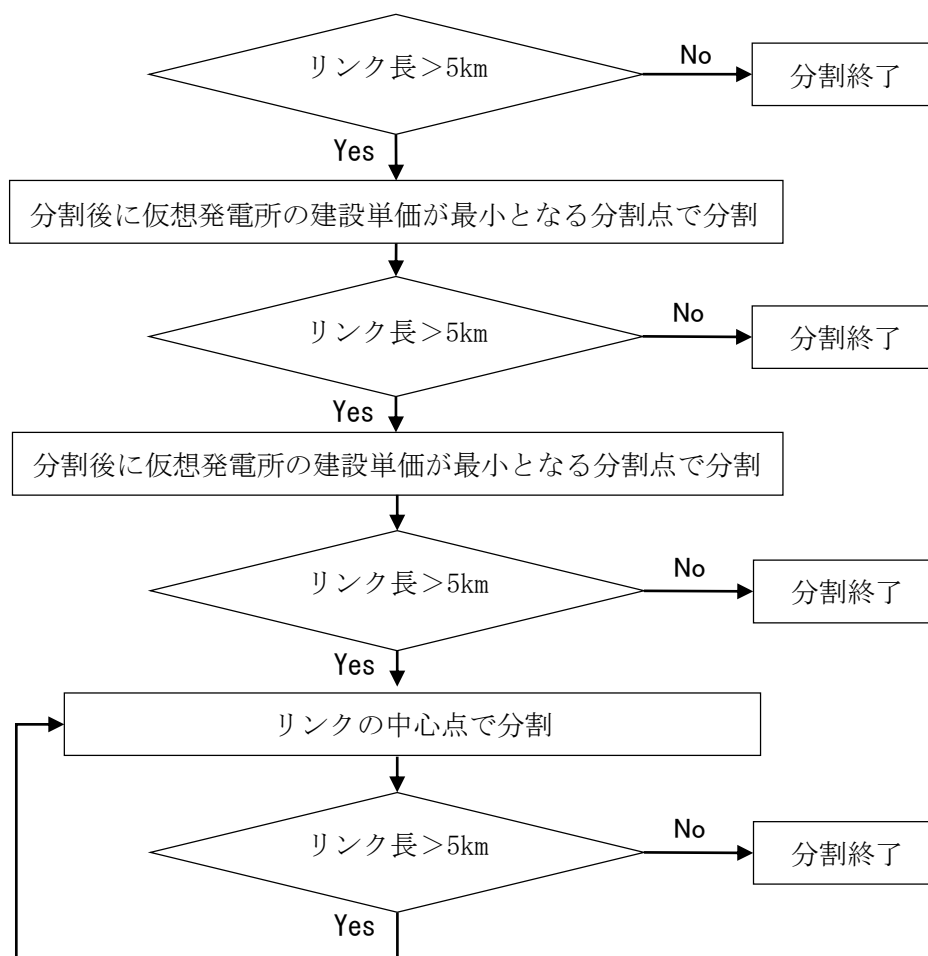 リンク長＞5km
No
分割終了
Yes
分割後に仮想発電所の建設単価が最小となる分割点で分割
リンク長＞5km
No
分割終了
Yes
分割後に仮想発電所の建設単価が最小となる分割点で分割
リンク長＞5km
No
分割終了
Yes
リンクの中心点で分割
リンク長＞5km
No
分割終了
Yes